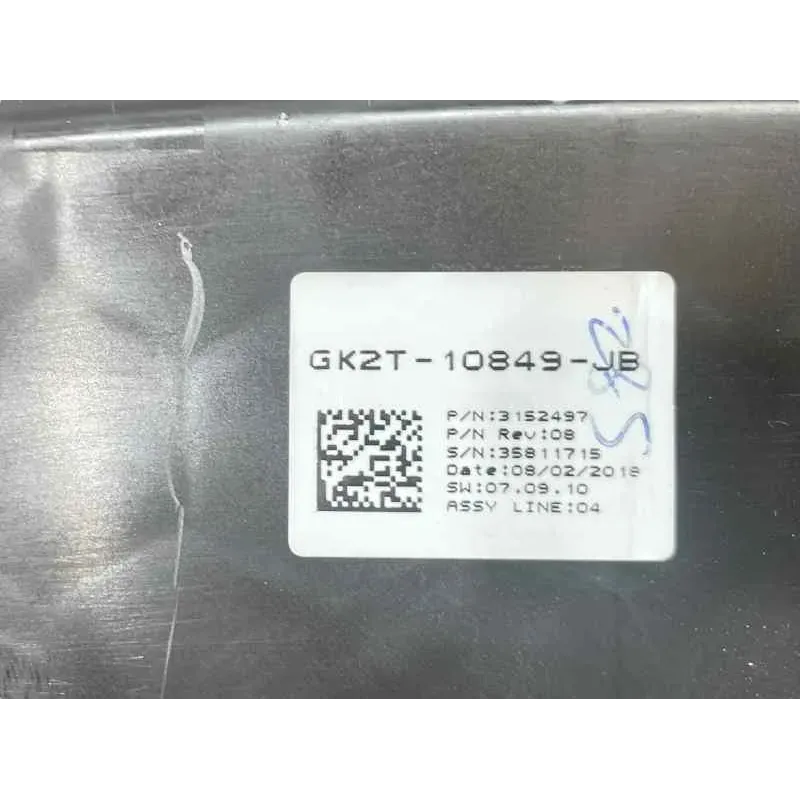 GK2T-10849-JB
P/N:3152497
P/N Rev:08
S/N:35811715
Date:08/02/2018
SW:07.09.10
ASSY LINE:04